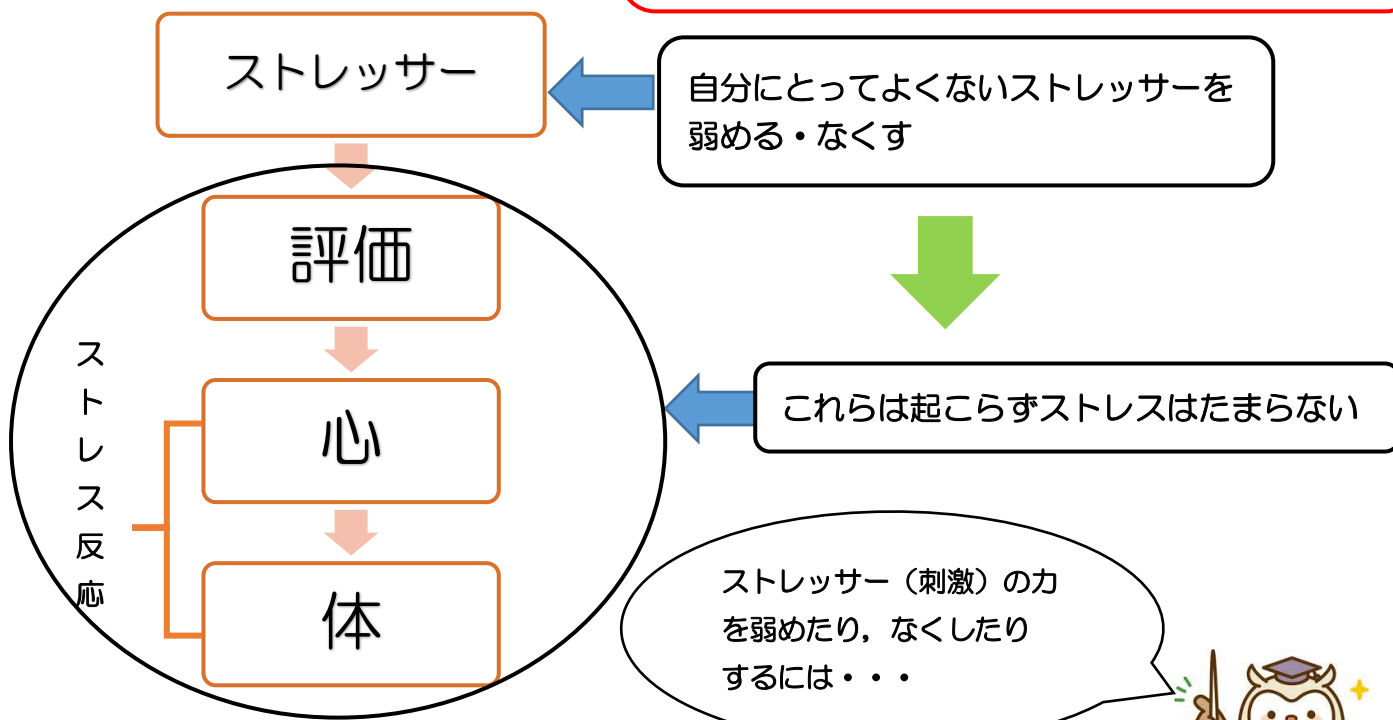 ストレッサー
自分にとってよくないストレッサーを
弱める・なくす
評価
心
体
ストレス反応
これらは起こらずストレスはたまらない
ストレッサー（刺激）の力
を弱めたり，なくしたり
するには・・・